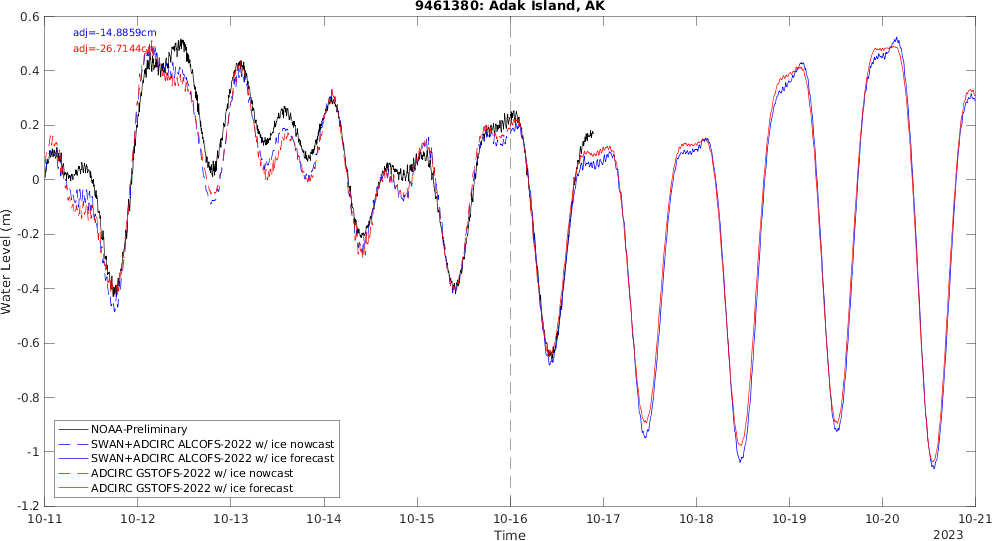 9461380: Adak Island, AK
adj=-14.8859cm
adj=-26.7144cm
0.6
0.4
0.2
0
-0.2
-0.4
-0.6
-0.8
-1
-1.2
Water Level (m)
NOAA-Preliminary
SWAN+ADCIRC ALCOFS-2022 w/ ice nowcast
SWAN+ADCIRC ALCOFS-2022 w/ ice forecast
ADCIRC GSTOFS-2022 w/ ice nowcast
ADCIRC GSTOFS-2022 w/ ice forecast
10-11 10-12 10-13 10-14 10-15 10-16 10-17 10-18 10-19 10-20 10-21
Time
2023